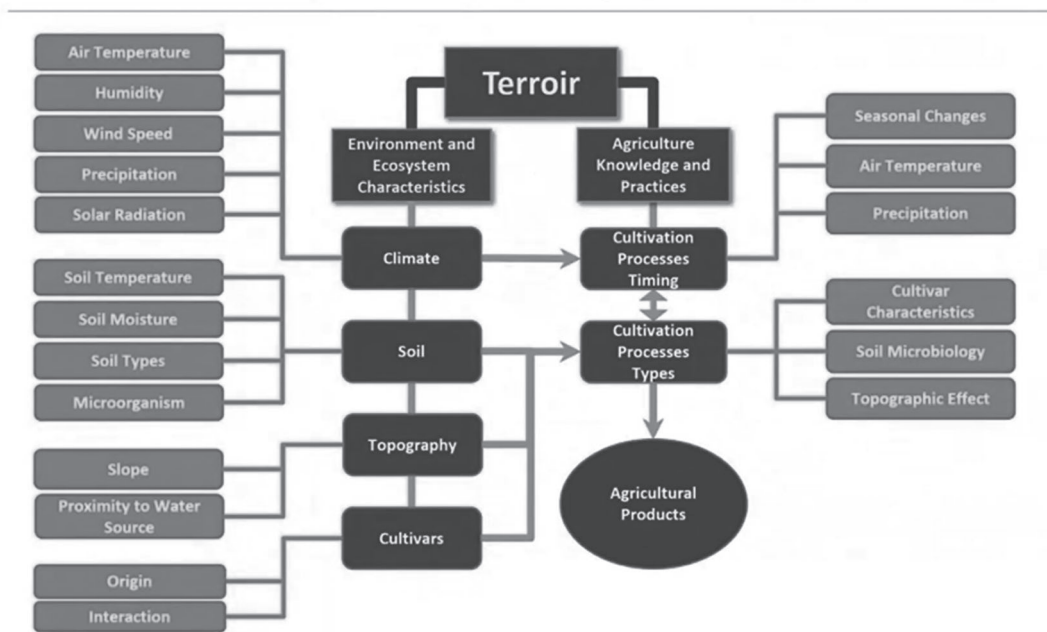 Terroir
Environment and
Ecosystem
Characteristics
Agriculture
Knowledge and
Practices
Air Temperature
Humidity
Wind Speed
Precipitation
Solar Radiation
Climate
Soil Temperature
Soil Moisture
Soil Types
Microorganism
Soil
Slope
Proximity to Water
Source
Topography
Origin
Interaction
Cultivars
Cultivation
Processes
Timing
Seasonal Changes
Air Temperature
Precipitation
Cultivation
Processes
Types
Cultivar
Characteristics
Soil Microbiology
Topographic Effect
Agricultural
Products